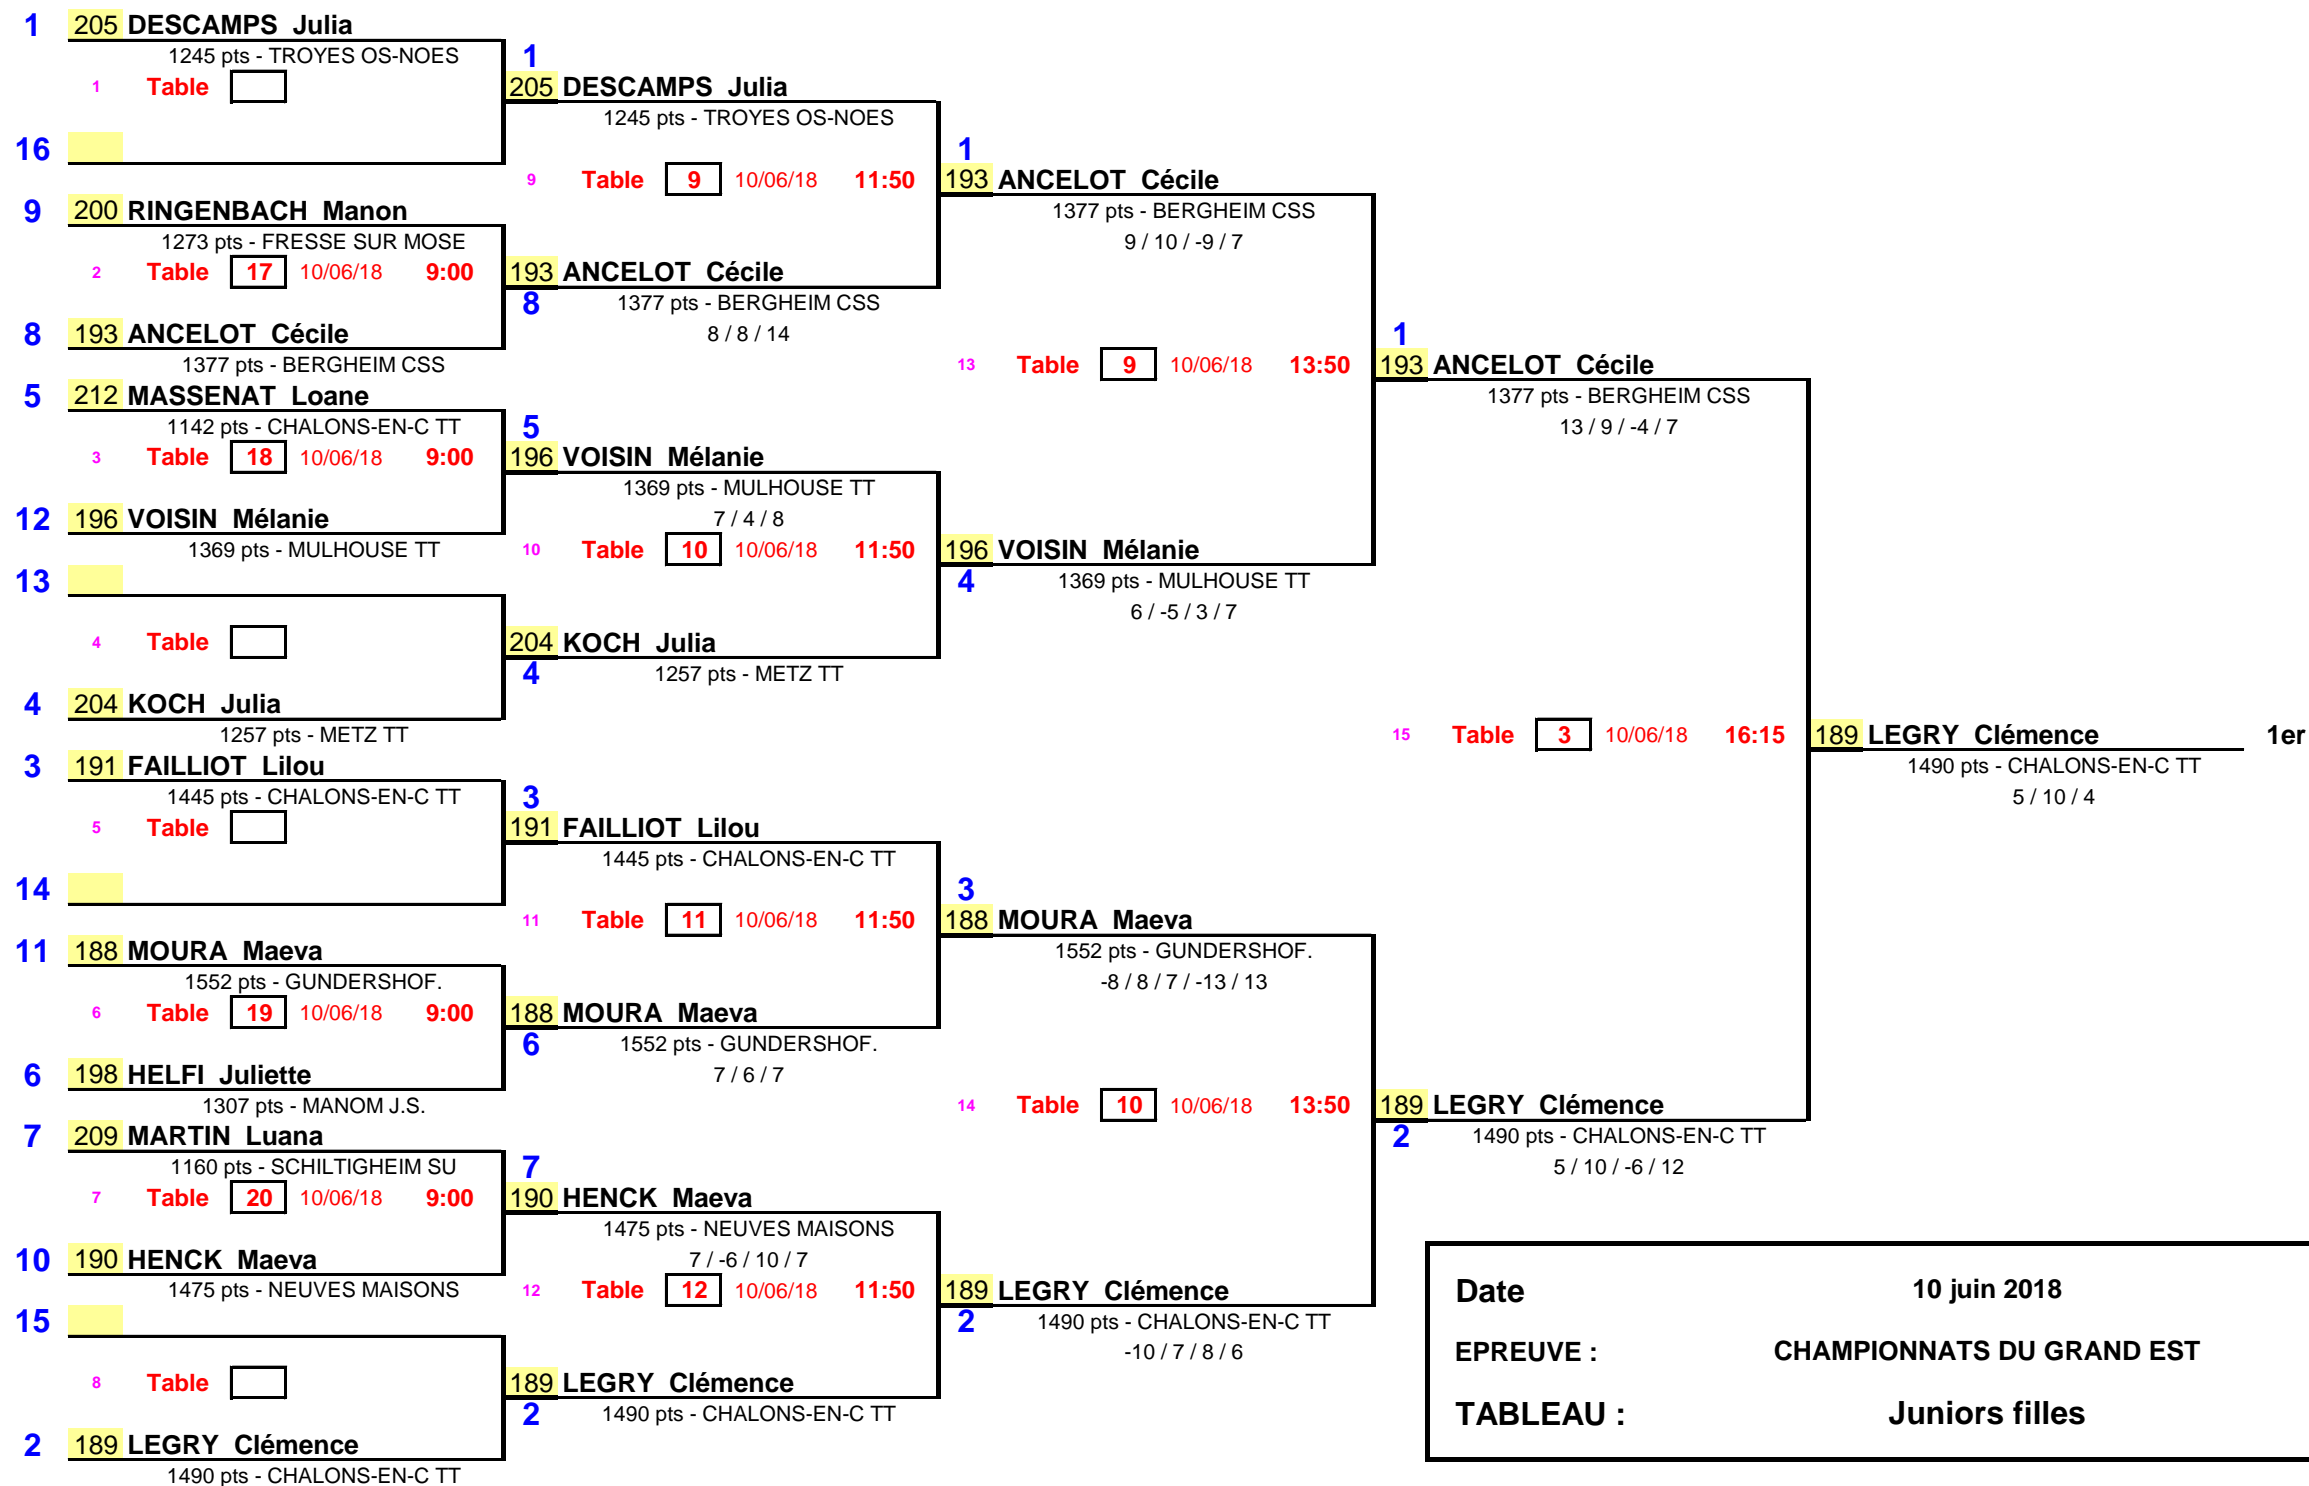 1 205 DESCAMPS Julia
1245 pts - TROYES OS-NOES
1 Table
16
9 200 RINGENBACH Manon
1273 pts - FRESSE SUR MOSE
2 Table 17 10/06/18 9:00
8 193 ANCELOT Cécile
1377 pts - BERGHEIM CSS
5 212 MASSENAT Loane
1142 pts - CHALONS-EN-C TT
3 Table 18 10/06/18 9:00
12 196 VOISIN Mélanie
1369 pts - MULHOUSE TT
13
4 Table
4 204 KOCH Julia
1257 pts - METZ TT
3 191 FAILLIOT Lilou
1445 pts - CHALONS-EN-C TT
5 Table
14
11 188 MOURA Maeva
1552 pts - GUNDERSHOF.
6 Table 19 10/06/18 9:00
6 198 HELFI Juliette
1307 pts - MANOM J.S.
7 209 MARTIN Luana
1160 pts - SCHILTIGHEIM SU
7 Table 20 10/06/18 9:00
10 190 HENCK Maeva
1475 pts - NEUVES MAISONS
15
8 Table
2 189 LEGRY Clémence
1490 pts - CHALONS-EN-C TT
1
205 DESCAMPS Julia
1245 pts - TROYES OS-NOES
9 Table 9 10/06/18 11:50
193 ANCELOT Cécile
8 1377 pts - BERGHEIM CSS
8 / 8 / 14
5
196 VOISIN Mélanie
1369 pts - MULHOUSE TT
7 / 4 / 8
10 Table 10 10/06/18 11:50
204 KOCH Julia
4 1257 pts - METZ TT
3
191 FAILLIOT Lilou
1445 pts - CHALONS-EN-C TT
11 Table 11 10/06/18 11:50
188 MOURA Maeva
6 1552 pts - GUNDERSHOF.
7 / 6 / 7
7
190 HENCK Maeva
1475 pts - NEUVES MAISONS
7 / -6 / 10 / 7
12 Table 12 10/06/18 11:50
189 LEGRY Clémence
2 1490 pts - CHALONS-EN-C TT
1
193 ANCELOT Cécile
1377 pts - BERGHEIM CSS
9 / 10 / -9 / 7
13 Table 9 10/06/18 13:50
196 VOISIN Mélanie
4 1369 pts - MULHOUSE TT
6 / -5 / 3 / 7
3
188 MOURA Maeva
1552 pts - GUNDERSHOF.
-8 / 8 / 7 / -13 / 13
14 Table 10 10/06/18 13:50
189 LEGRY Clémence
2 1490 pts - CHALONS-EN-C TT
-10 / 7 / 8 / 6
1
193 ANCELOT Cécile
1377 pts - BERGHEIM CSS
13 / 9 / -4 / 7
15 Table 3 10/06/18 16:15
189 LEGRY Clémence
2 1490 pts - CHALONS-EN-C TT
5 / 10 / -6 / 12
189 LEGRY Clémence 1er
1490 pts - CHALONS-EN-C TT
5 / 10 / 4
Date 10 juin 2018
EPREUVE : CHAMPIONNATS DU GRAND EST
TABLEAU : Juniors filles